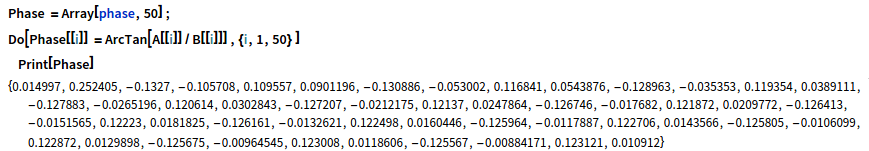 Phase = Array[phase, 50] ;
Do[Phase[[i]] = ArcTan[A[[i]] / B[[i]]] , {i, 1, 50} ]
Print[Phase]
{0.014997, 0.252405, -0.1327, -0.105708, 0.109557, 0.0901196, -0.130886, -0.053002, 0.116841, 0.0543876, -0.128963, -0.035353, 0.119354, 0.0389111,
-0.127883, -0.0265196, 0.120614, 0.0302843, -0.127207, -0.0212175, 0.12137, 0.0247864, -0.126746, -0.017682, 0.121872, 0.0209772, -0.126413,
-0.0151565, 0.12223, 0.0181825, -0.126161, -0.0132621, 0.122498, 0.0160446, -0.125964, -0.0117887, 0.122706, 0.0143566, -0.125805, -0.0106099,
0.122872, 0.0129898, -0.125675, -0.00964545, 0.123008, 0.0118606, -0.125567, -0.00884171, 0.123121, 0.010912}